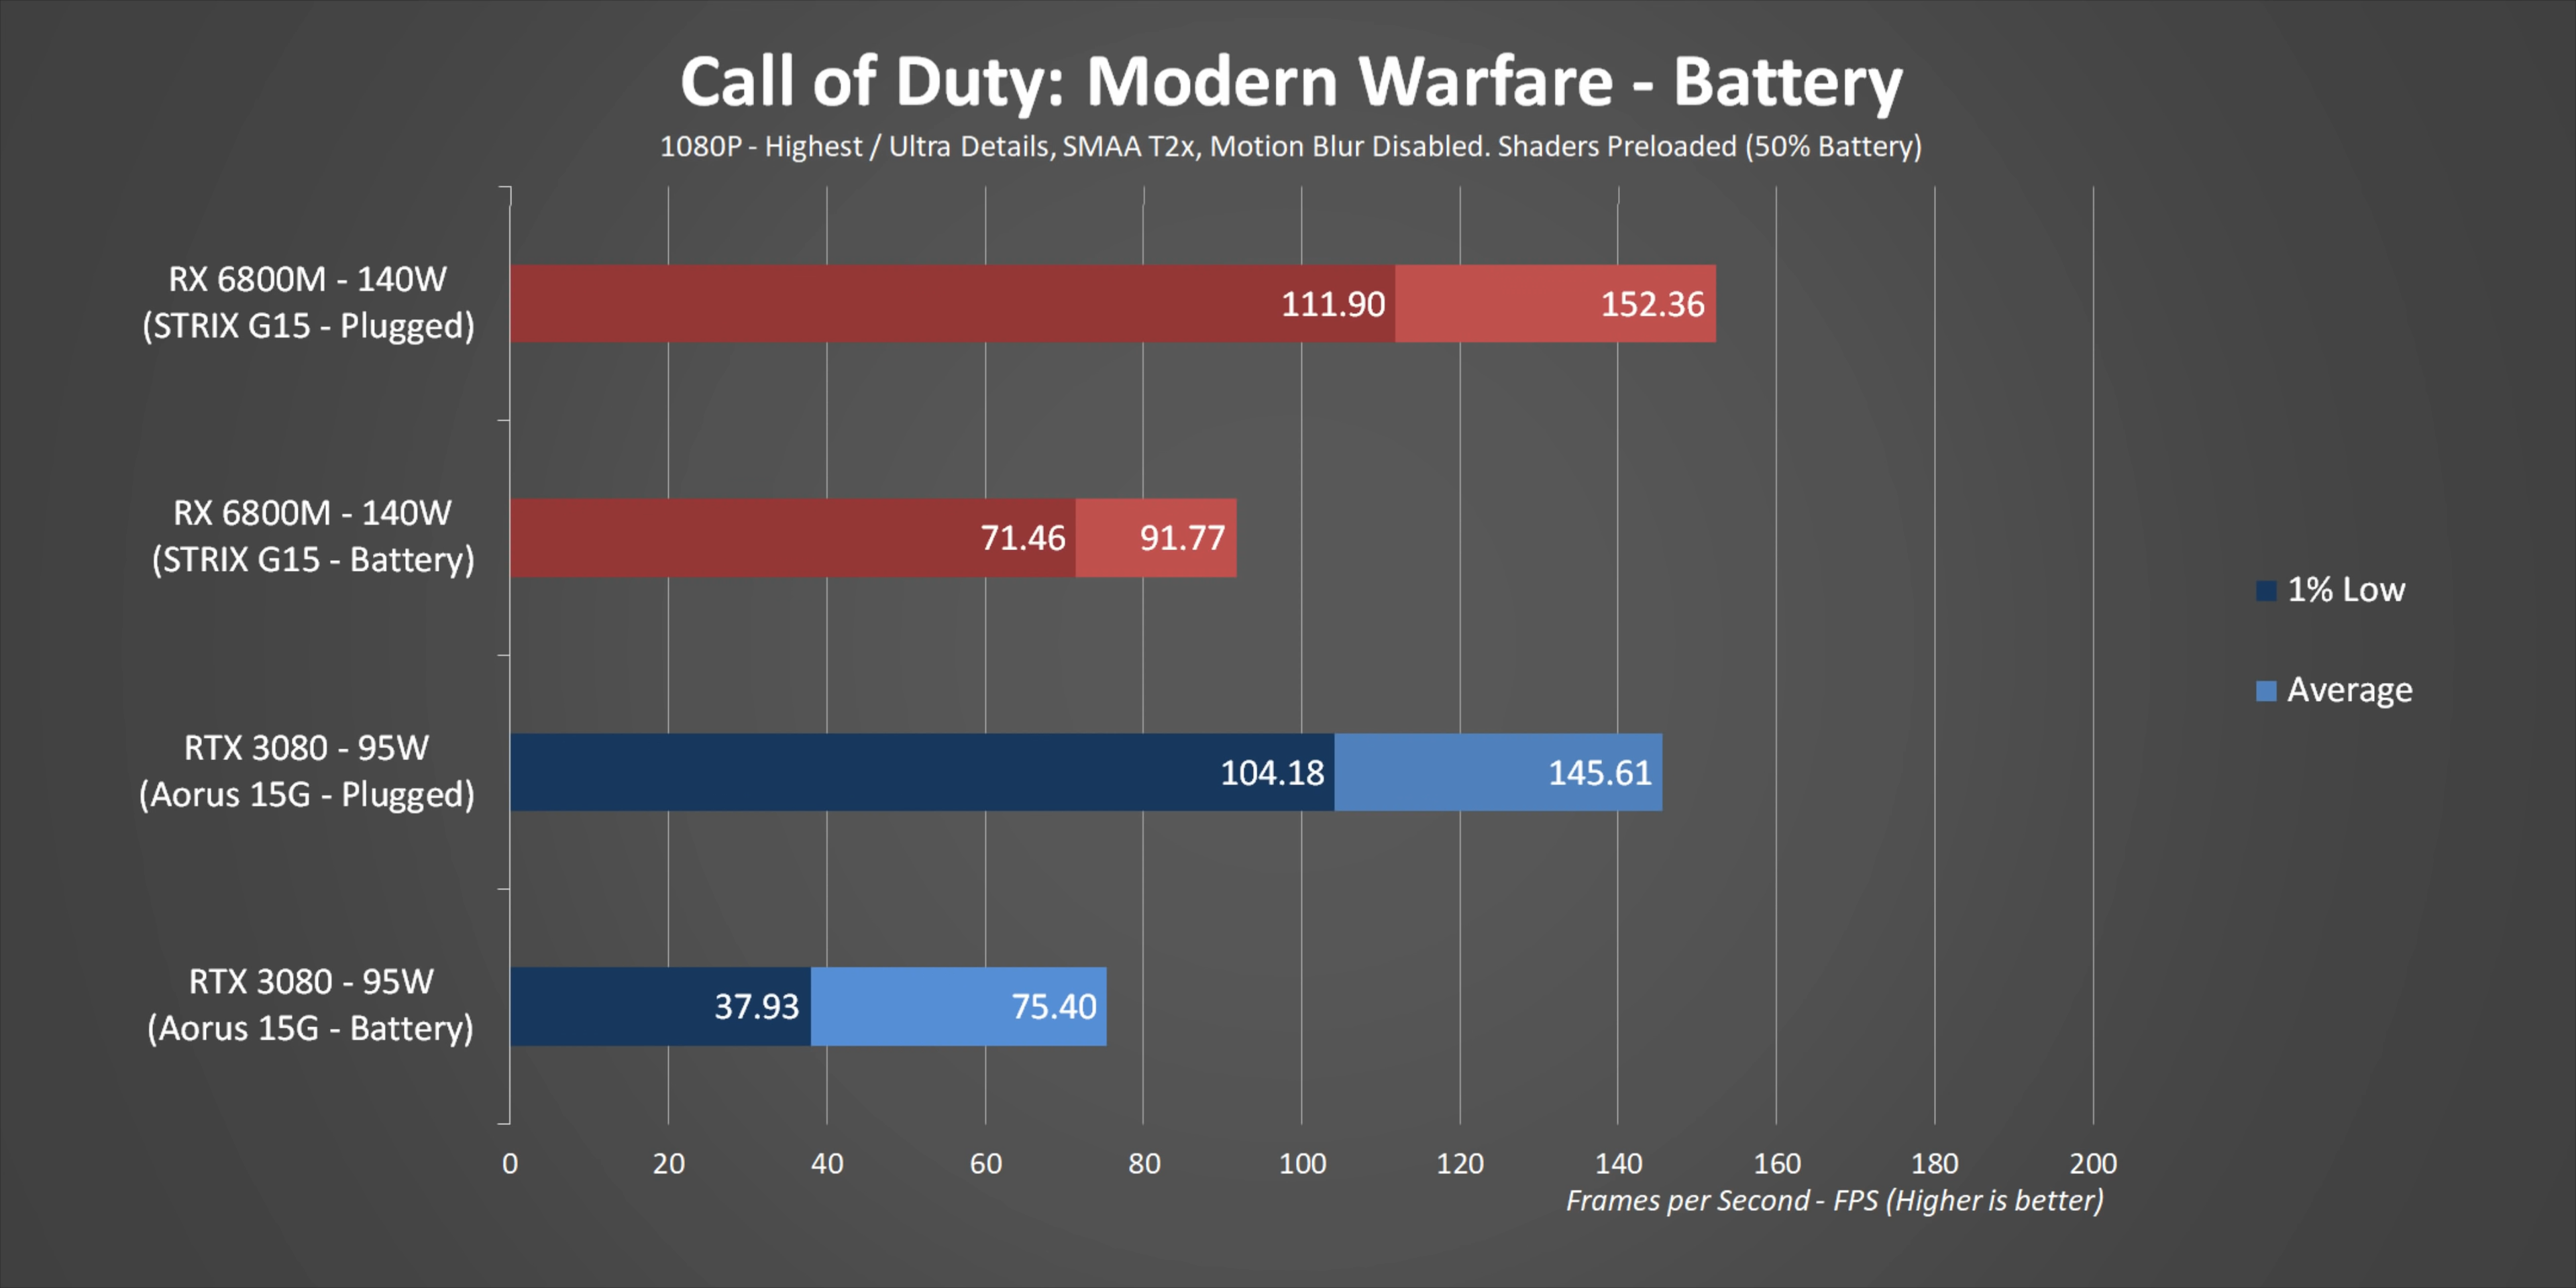 Call of Duty: Modern Warfare - Battery
1080P - Highest / Ultra Details, SMAA T2x, Motion Blur Disabled. Shaders Preloaded (50% Battery)
RX 6800M - 140W
(STRIX G15 - Plugged)
111.90
152.36
RX 6800M - 140W
(STRIX G15 - Battery)
71.46
91.77
RTX 3080 - 95W
(Aorus 15G - Plugged)
104.18
145.61
RTX 3080 - 95W
(Aorus 15G - Battery)
37.93
75.40
1% Low
Average
0 20 40 60 80 100 120 140 160 180 200
Frames per Second - FPS (Higher is better)